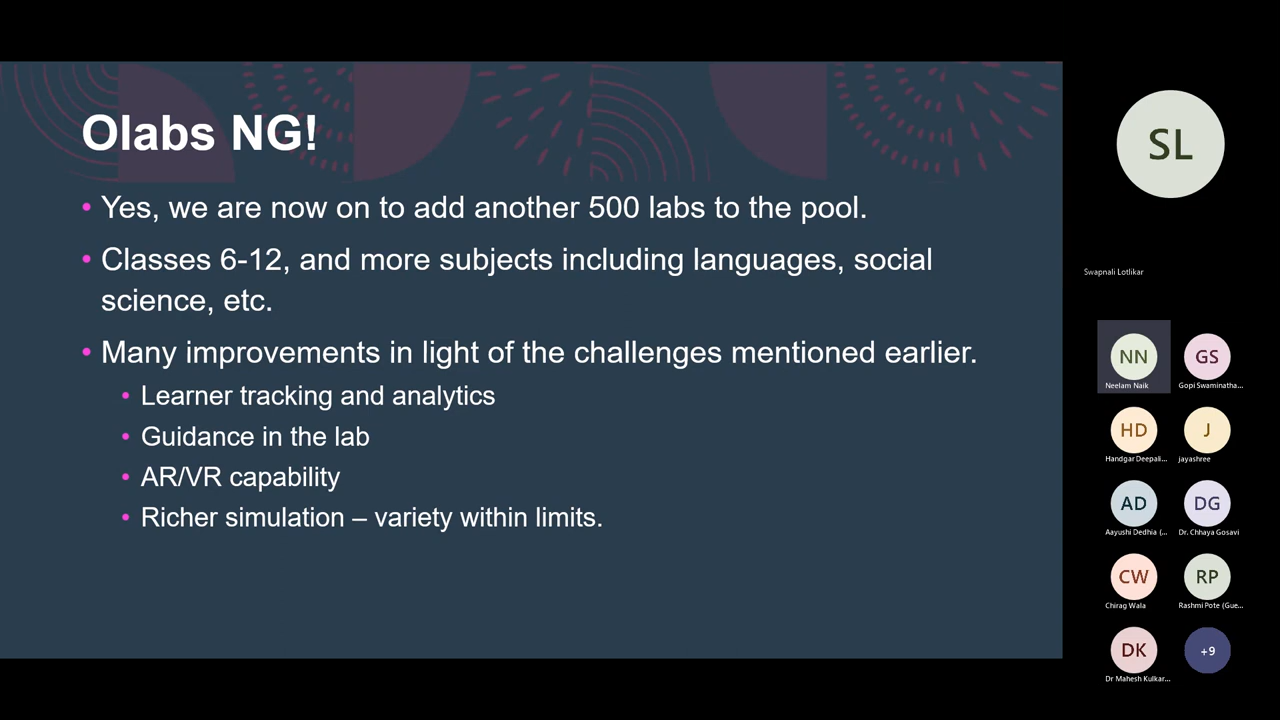 Olabs NG!
• Yes, we are now on to add another 500 labs to the pool.
• Classes 6-12, and more subjects including languages, social
science, etc.
• Many improvements in light of the challenges mentioned earlier.
• Learner tracking and analytics
• Guidance in the lab
• AR/VR capability
• Richer simulation – variety within limits.
SL
Swapnali Lotlikar
NN GS
Neelam Naik Gopi Swaminatha...
HD J
Handgar Deepali... jayashree
AD DG
Aayushi Dedhia (... Dr. Chhaya Gosavi
CW RP
Chirag Wala Rashmi Pote (Gue...
DK +9
Dr Mahesh Kulkar...